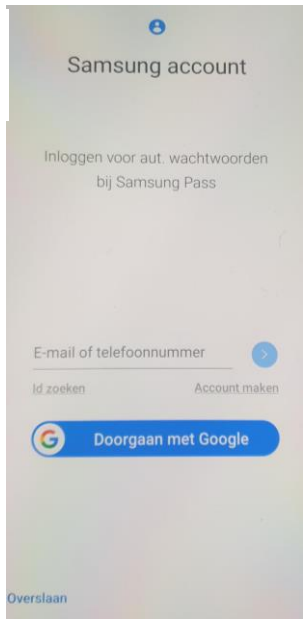 Samsung account
Inloggen voor aut. wachtwoorden
bij Samsung Pass
E-mail of telefoonnummer
Id zoeken
Account maken
G Doorgaan met Google
Overslaan